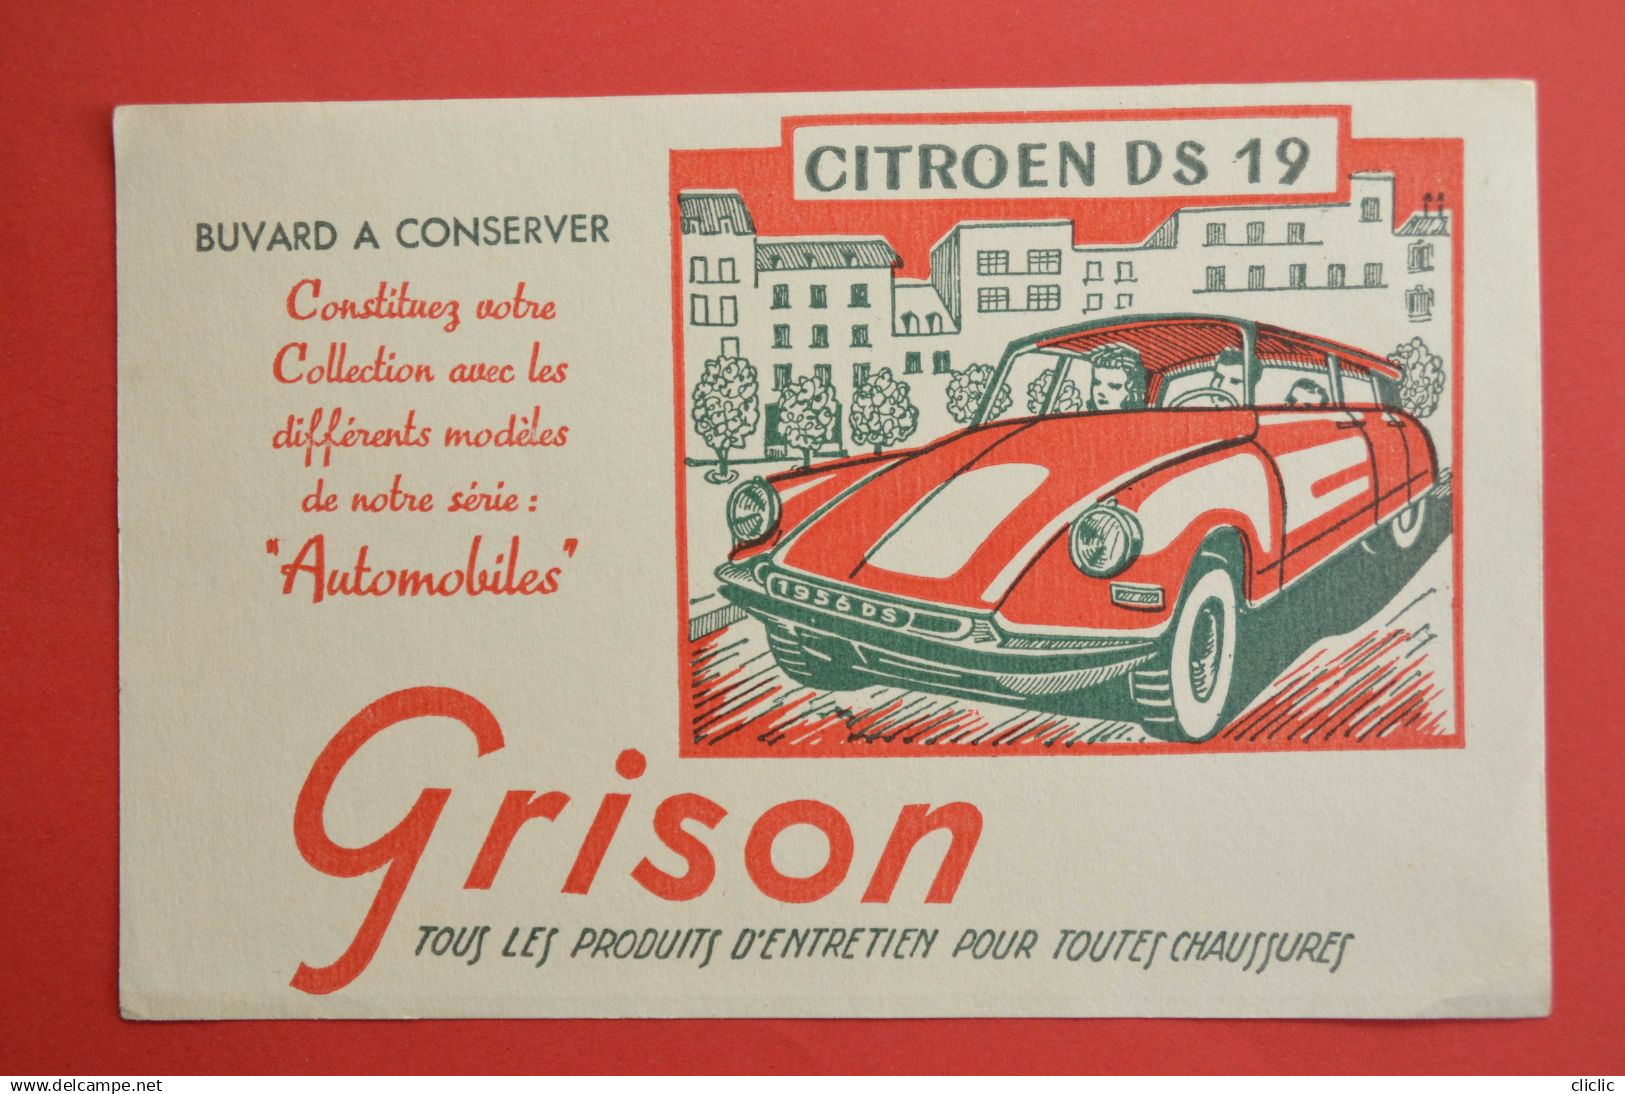 CITROEN DS 19
BUVARD A CONSERVER
Constituez votre
Collection avec les
différents modèles
de notre série :
"Automobiles"
1956 DS
Grison
TOUS LES PRODUITS D'ENTRETIEN POUR TOUTES CHAUSSURES
www.delcampe.net
cliclic